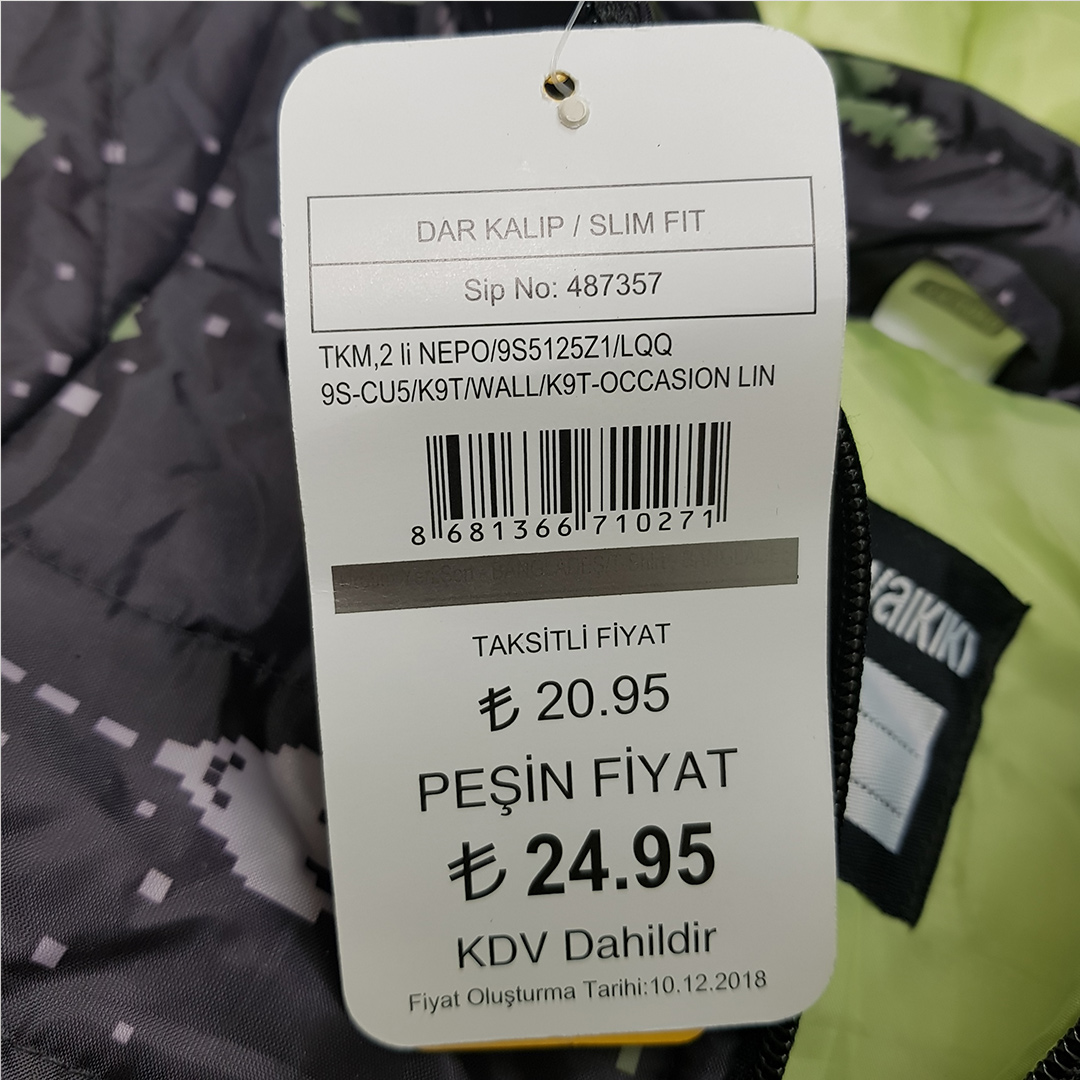 DAR KALIP / SLIM FIT
Sip No: 487357
TKM,2 li NEPO/9S5125Z1/LQQ
9S-CU5/K9T/WALL/K9T-OCCASION LIN
8 681366 710271
TAKSİTLİ FİYAT
₺ 20.95
PEŞİN FİYAT
₺ 24.95
KDV Dahildir
Fiyat Oluşturma Tarihi:10.12.2018
waikiki